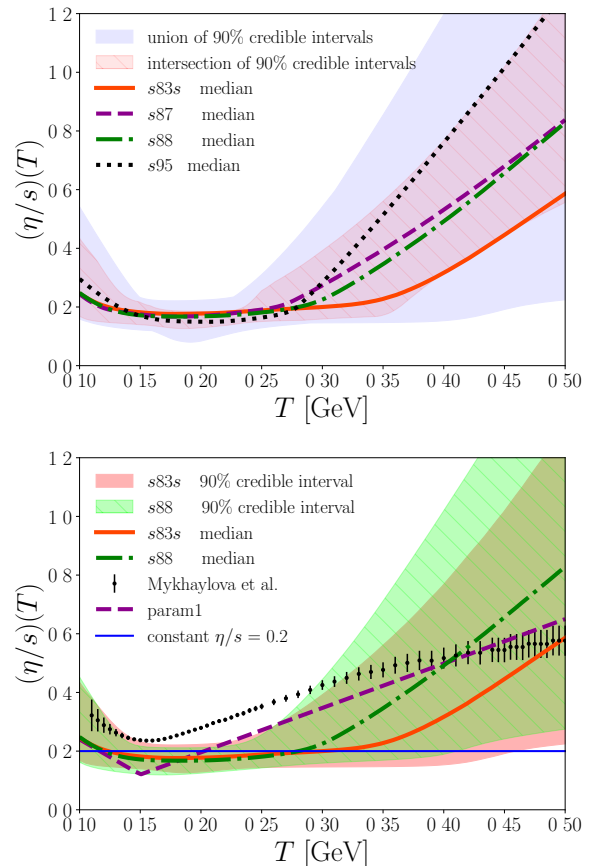 1 2
1 0
0 8
0 6
0 4
0 2
0 0
(η/s)(T)
union of 90% credible intervals
intersection of 90% credible intervals
s83s median
s87 median
s88 median
s95 median
0 10 0 15 0 20 0 25 0 30 0 35 0 40 0 45 0 50
T [GeV]
1 2
1 0
0 8
0 6
0 4
0 2
0 0
(η/s)(T)
s83s 90% credible interval
s88 90% credible interval
s83s median
s88 median
Mykhaylova et al.
param1
constant η/s = 0.2
0 10 0 15 0 20 0 25 0 30 0 35 0 40 0 45 0 50
T [GeV]